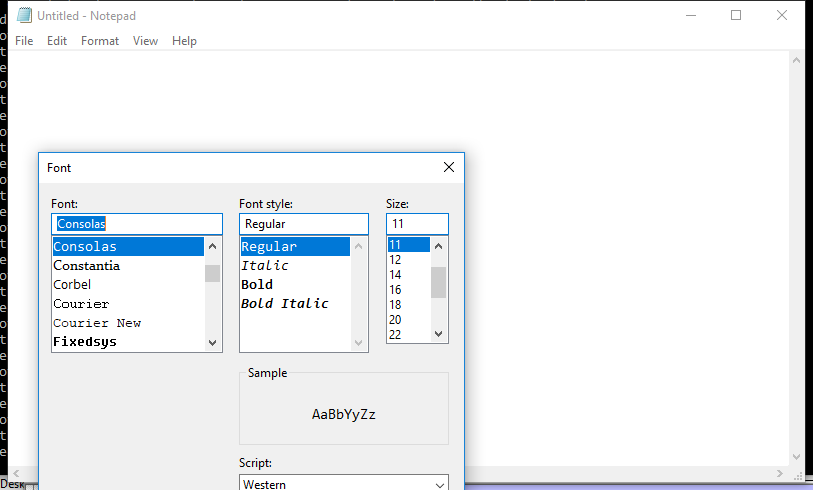 Untitled - Notepad
File Edit Format View Help
Font
Font: Font style: Size:
Consolas Regular 11
Consolas Regular 11
Constantia Italic 12
Corbel Bold 14
Courier Bold Italic 16
Courier New 18
Fixedsys 20
22
Sample
AaBbYyZz
Script:
Western
Desk